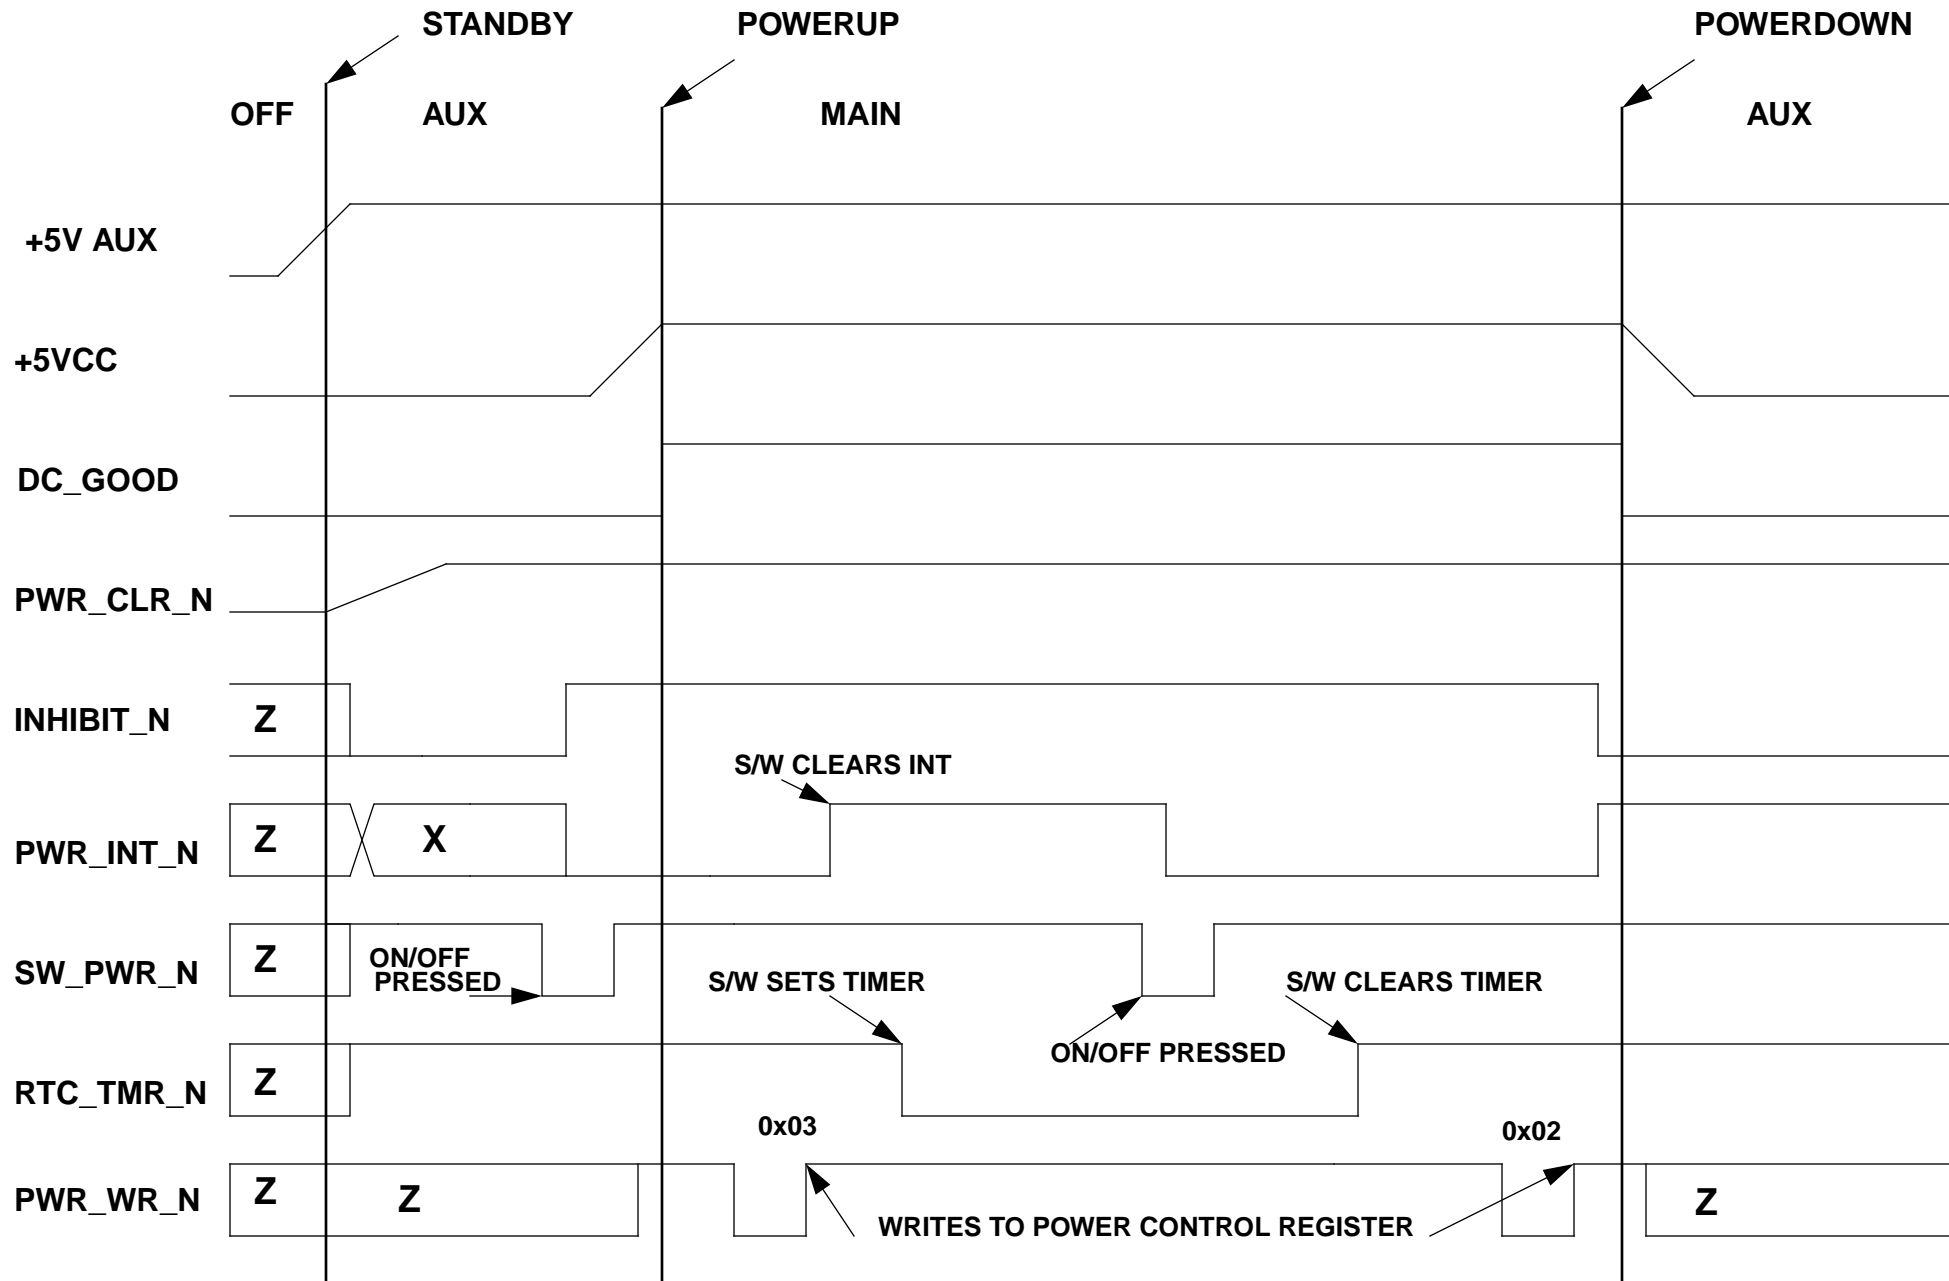 STANDBY
POWERUP
POWERDOWN
OFF
AUX
MAIN
AUX
+5V AUX
+5VCC
DC_GOOD
PWR_CLR_N
INHIBIT_N
Z
S/W CLEARS INT
PWR_INT_N
Z
X
SW_PWR_N
Z
ON/OFF
PRESSED
S/W SETS TIMER
S/W CLEARS TIMER
ON/OFF PRESSED
RTC_TMR_N
Z
0x03
0x02
PWR_WR_N
Z
Z
Z
WRITES TO POWER CONTROL REGISTER